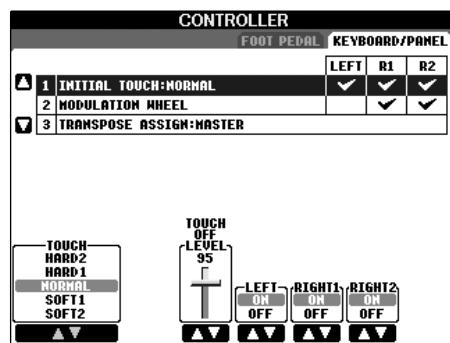 CONTROLLER
FOOT PEDAL KEYBOARD/PANEL
LEFT R1 R2
1 INITIAL TOUCH:NORMAL
2 MODULATION WHEEL
3 TRANSPOSE ASSIGN:MASTER
TOUCH
HARD2
HARD1
NORMAL
SOFT1
SOFT2
TOUCH
OFF
LEVEL
95
LEFT
ON
OFF
RIGHT1
ON
OFF
RIGHT2
ON
OFF